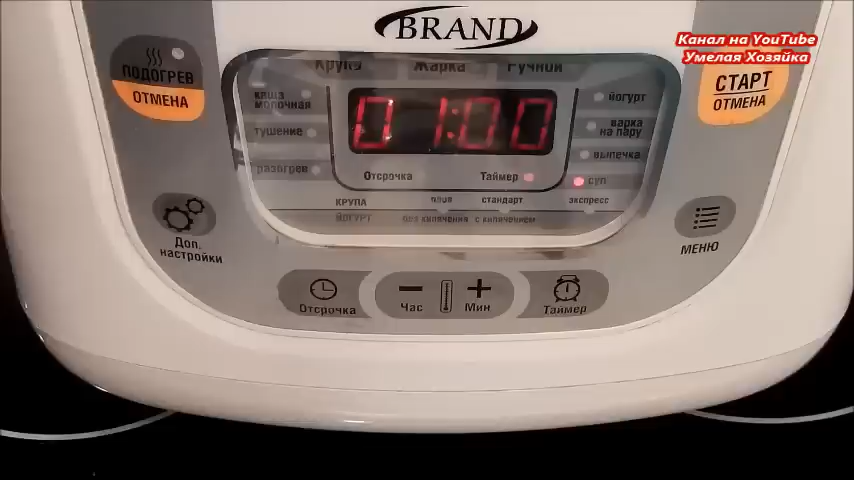 BRAND
Канал на YouTube
Умелая Хозяйка
ПОДОГРЕВ
ОТМЕНА
Крупу Жарка Ручной
каша
молочная
тушение
разогрев
01:00
Отсрочка Таймер
йогурт
варка
на пару
выпечка
суп
СТАРТ
ОТМЕНА
КРУПА плов стандарт экспресс
ЙОГУРТ без кипячения с кипячением
Доп.
настройки
МЕНЮ
Отсрочка
Час
Мин
Таймер